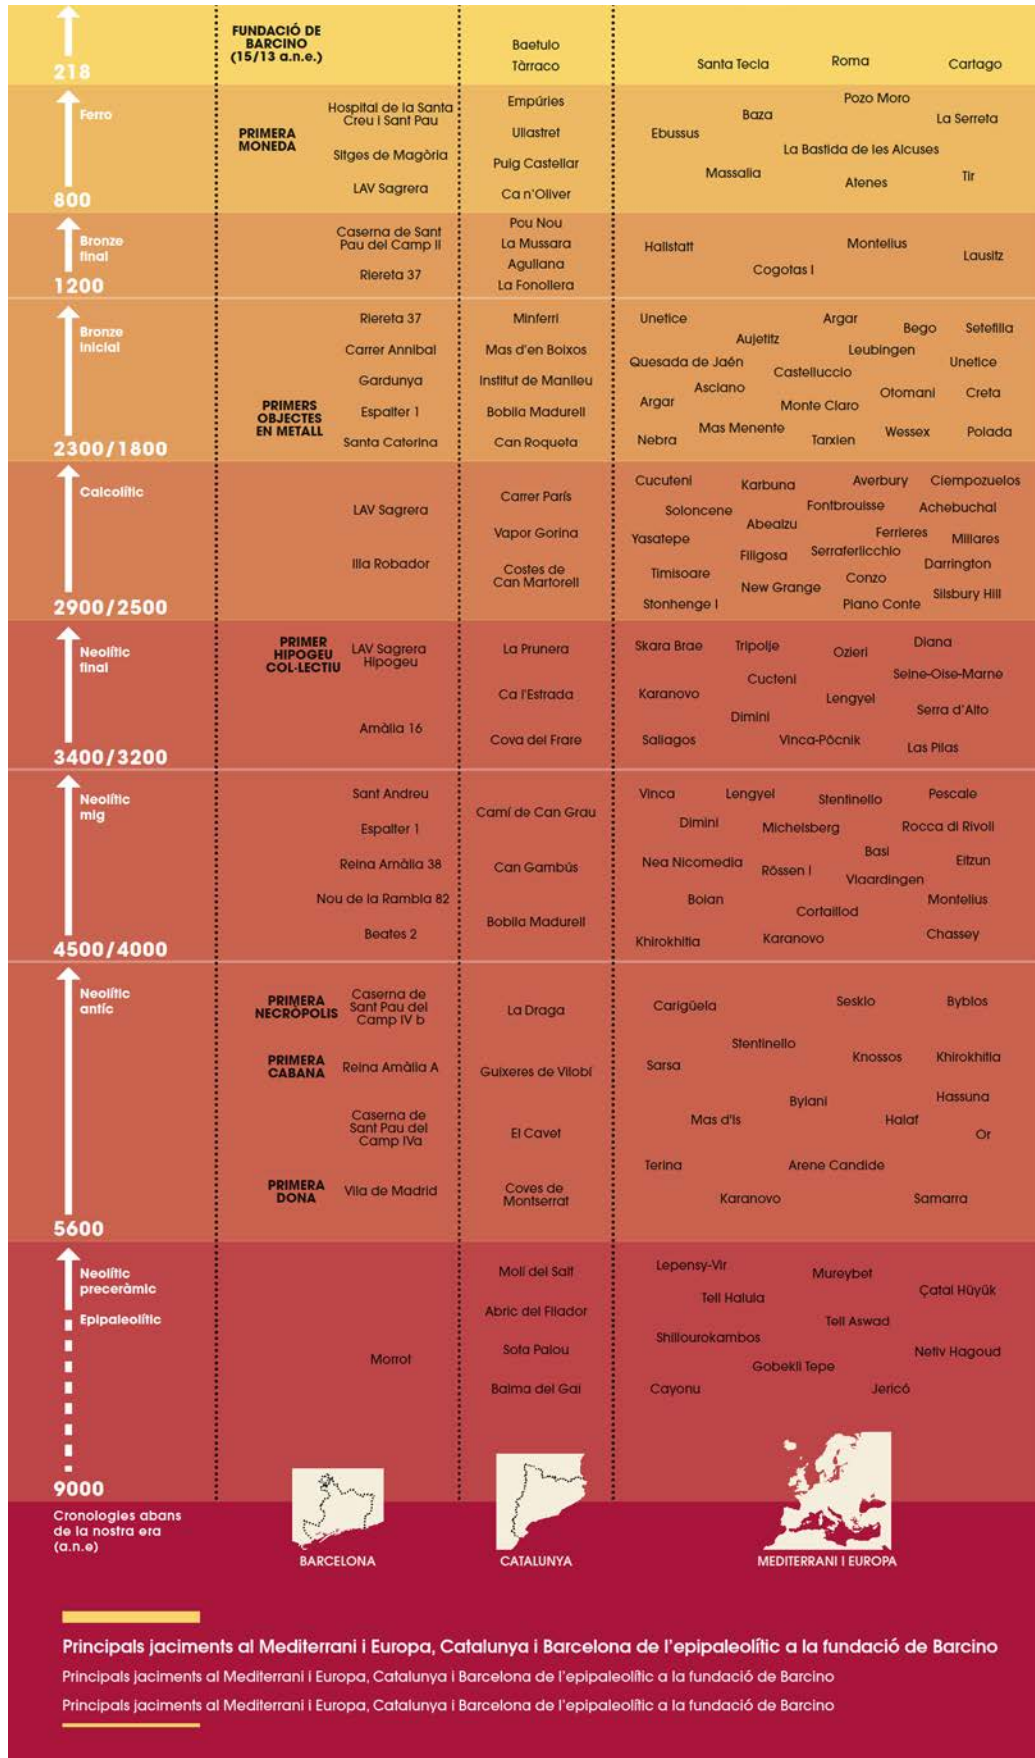 FUNDACIÓ DE
BARCINO
(15/13 a.n.e.)
Baetulo
Tàrraco
Santa Tecla
Roma
Cartago
218
Ferro
PRIMERA
MONEDA
Hospital de la Santa
Creu i Sant Pau
Sitges de Magòria
LAV Sagrera
Empúries
Ullastret
Puig Castellar
Ca n'Oliver
Pozo Moro
Baza
La Serreta
Ebussus
La Bastida de les Alcuses
Massalia
Atenes
Tir
800
Bronze
final
Caserna de Sant
Pau del Camp II
Riereta 37
Pou Nou
La Mussara
Agullana
La Fonollera
Hallstatt
Montelius
Lausitz
Cogotas I
1200
Bronze
inicial
PRIMERS
OBJECTES
EN METALL
Riereta 37
Carrer Annibal
Gardunya
Espalter 1
Santa Caterina
Minferri
Mas d'en Boixos
Institut de Manlleu
Bobila Madurell
Can Roqueta
Unetice
Argar
Bego
Setefilla
Aujetitz
Leubingen
Quesada de Jaén
Castelluccio
Unetice
Asciano
Otomani
Creta
Argar
Monte Claro
Mas Menente
Wessex
Polada
Nebra
Tarxien
2300/1800
Calcolític
LAV Sagrera
Illa Robador
Carrer París
Vapor Gorina
Costes de
Can Martorell
Cucuteni
Karbuna
Averbury
Ciempozuelos
Soloncene
Fontbrouisse
Achebuchal
Abealzu
Yasatepe
Ferrieres
Millares
Filigosa
Serraferlicchio
Darrington
Timisoare
New Grange
Conzo
Silsbury Hill
Stonhenge I
Piano Conte
2900/2500
Neolític
final
PRIMER
HIPOGEU
COL·LECTIU
LAV Sagrera
Hipogeu
Amàlia 16
La Prunera
Ca l'Estrada
Cova del Frare
Skara Brae
Tripolje
Ozieri
Diana
Cucteni
Seine-Oise-Marne
Karanovo
Lengyel
Dimini
Serra d'Alto
Saliagos
Vinca-Pôcnik
Las Pilas
3400/3200
Neolític
mig
Sant Andreu
Espalter 1
Reina Amàlia 38
Nou de la Rambla 82
Beates 2
Camí de Can Grau
Can Gambús
Bobila Madurell
Vinca
Lengyel
Stentinello
Pescale
Dimini
Michelsberg
Rocca di Rivoli
Nea Nicomedia
Rössen I
Basi
Eitzun
Vlaardingen
Boian
Cortaillod
Montelius
Khirokhitia
Karanovo
Chassey
4500/4000
Neolític
antíc
PRIMERA
NECRÒPOLIS
Caserna de
Sant Pau del
Camp IV b
PRIMERA
CABANA
Reina Amàlia A
Caserna de
Sant Pau del
Camp IVa
PRIMERA
DONA
Vila de Madrid
La Draga
Guixeres de Vilobí
El Cavet
Coves de
Montserrat
Carigüela
Sesklo
Byblos
Stentinello
Sarsa
Knossos
Khirokhitia
Bylani
Hassuna
Mas d'Is
Halaf
Or
Terina
Arene Candide
Karanovo
Samarra
5600
Neolític
preceràmic
Epipaleolític
Morrot
Molí del Salt
Abric del Filador
Sota Palou
Balma del Gai
Lepensy-Vir
Mureybet
Çatal Hüyük
Tell Halula
Tell Aswad
Shillourokambos
Netiv Hagoud
Gobekli Tepe
Cayonu
Jericó
9000
Cronologies abans
de la nostra era
(a.n.e)
BARCELONA
CATALUNYA
MEDITERRANI I EUROPA
Principals jaciments al Mediterrani i Europa, Catalunya i Barcelona de l'epipaleolític a la fundació de Barcino
Principals jaciments al Mediterrani i Europa, Catalunya i Barcelona de l'epipaleolític a la fundació de Barcino
Principals jaciments al Mediterrani i Europa, Catalunya i Barcelona de l'epipaleolític a la fundació de Barcino